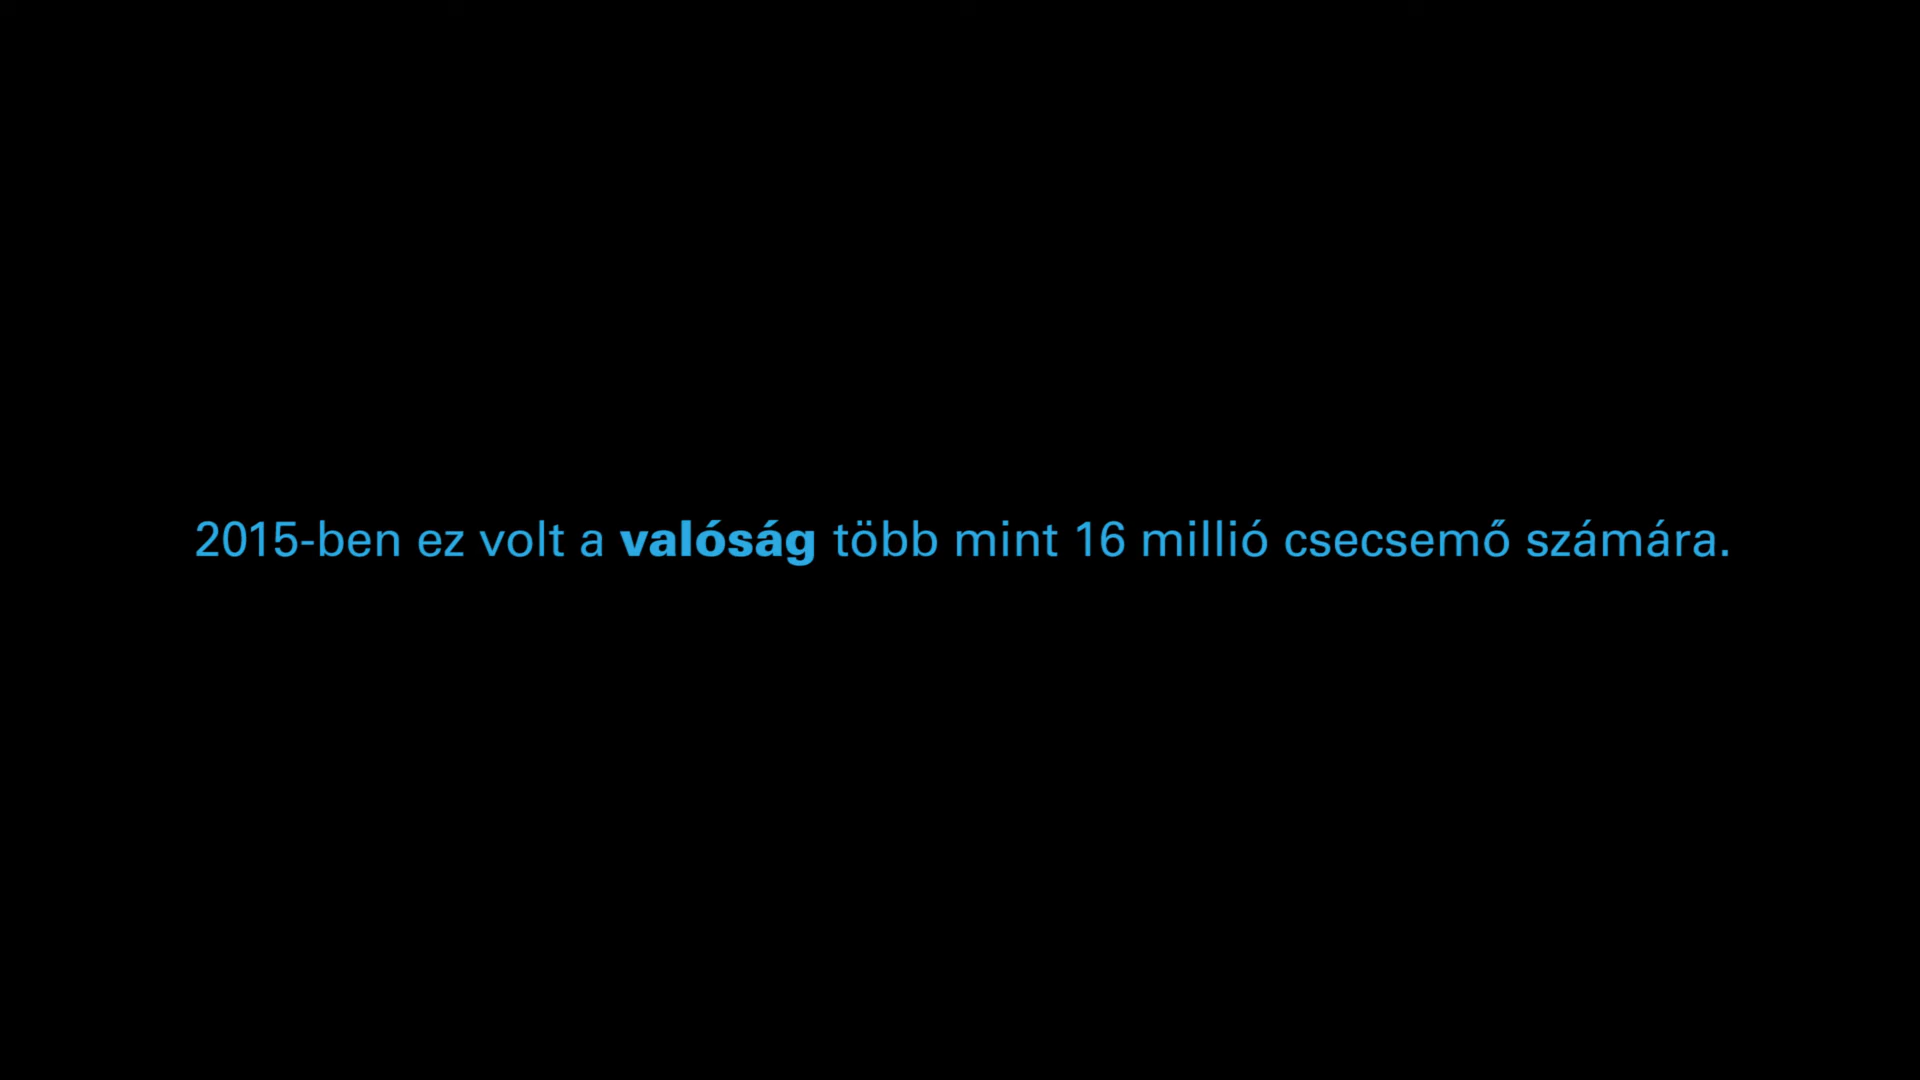 2015-ben ez volt a valóság több mint 16 millió csecsemő számára.